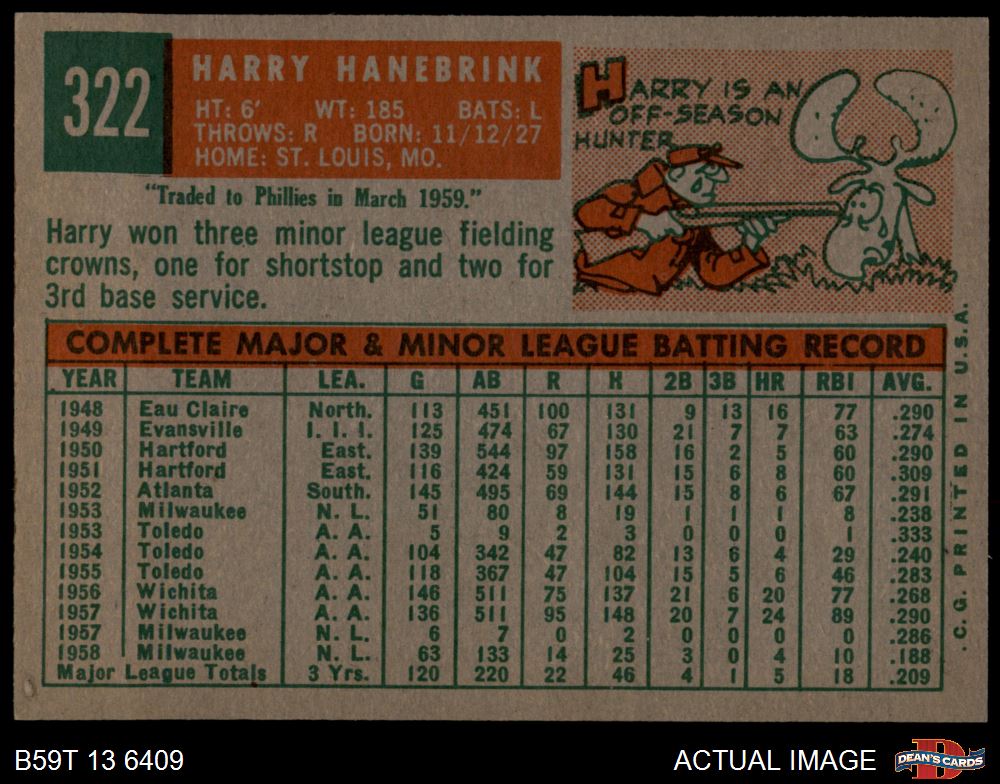 322
HARRY HANEBRINK
HT: 6' WT: 185 BATS: L
THROWS: R BORN: 11/12/27
HOME: ST. LOUIS, MO.
"Traded to Phillies in March 1959."
Harry won three minor league fielding
crowns, one for shortstop and two for
3rd base service.
HARRY IS AN
OFF-SEASON
HUNTER
COMPLETE MAJOR & MINOR LEAGUE BATTING RECORD
YEAR TEAM LEA. G AB R H 2B 3B HR RBI AVG.
1948 Eau Claire North. 113 451 100 131 9 13 16 77 .290
1949 Evansville I. I. I. 125 474 67 130 21 7 7 63 .274
1950 Hartford East. 139 544 97 158 16 2 5 60 .290
1951 Hartford East. 116 424 59 131 15 6 8 60 .309
1952 Atlanta South. 145 495 69 144 15 8 6 67 .291
1953 Milwaukee N. L. 51 80 8 19 1 1 1 8 .238
1953 Toledo A. A. 5 9 2 3 0 0 0 1 .333
1954 Toledo A. A. 104 342 47 82 13 6 4 29 .240
1955 Toledo A. A. 118 367 47 104 15 5 6 46 .283
1956 Wichita A. A. 146 511 75 137 21 6 20 77 .268
1957 Wichita A. A. 136 511 95 148 20 7 24 89 .290
1957 Milwaukee N. L. 6 7 0 2 0 0 0 0 .286
1958 Milwaukee N. L. 63 133 14 25 3 0 4 10 .188
Major League Totals 3 Yrs. 120 220 22 46 4 1 5 18 .209
. C. G. PRINTED IN U.S.A.
B59T 13 6409
ACTUAL IMAGE
DEAN'S CARDS